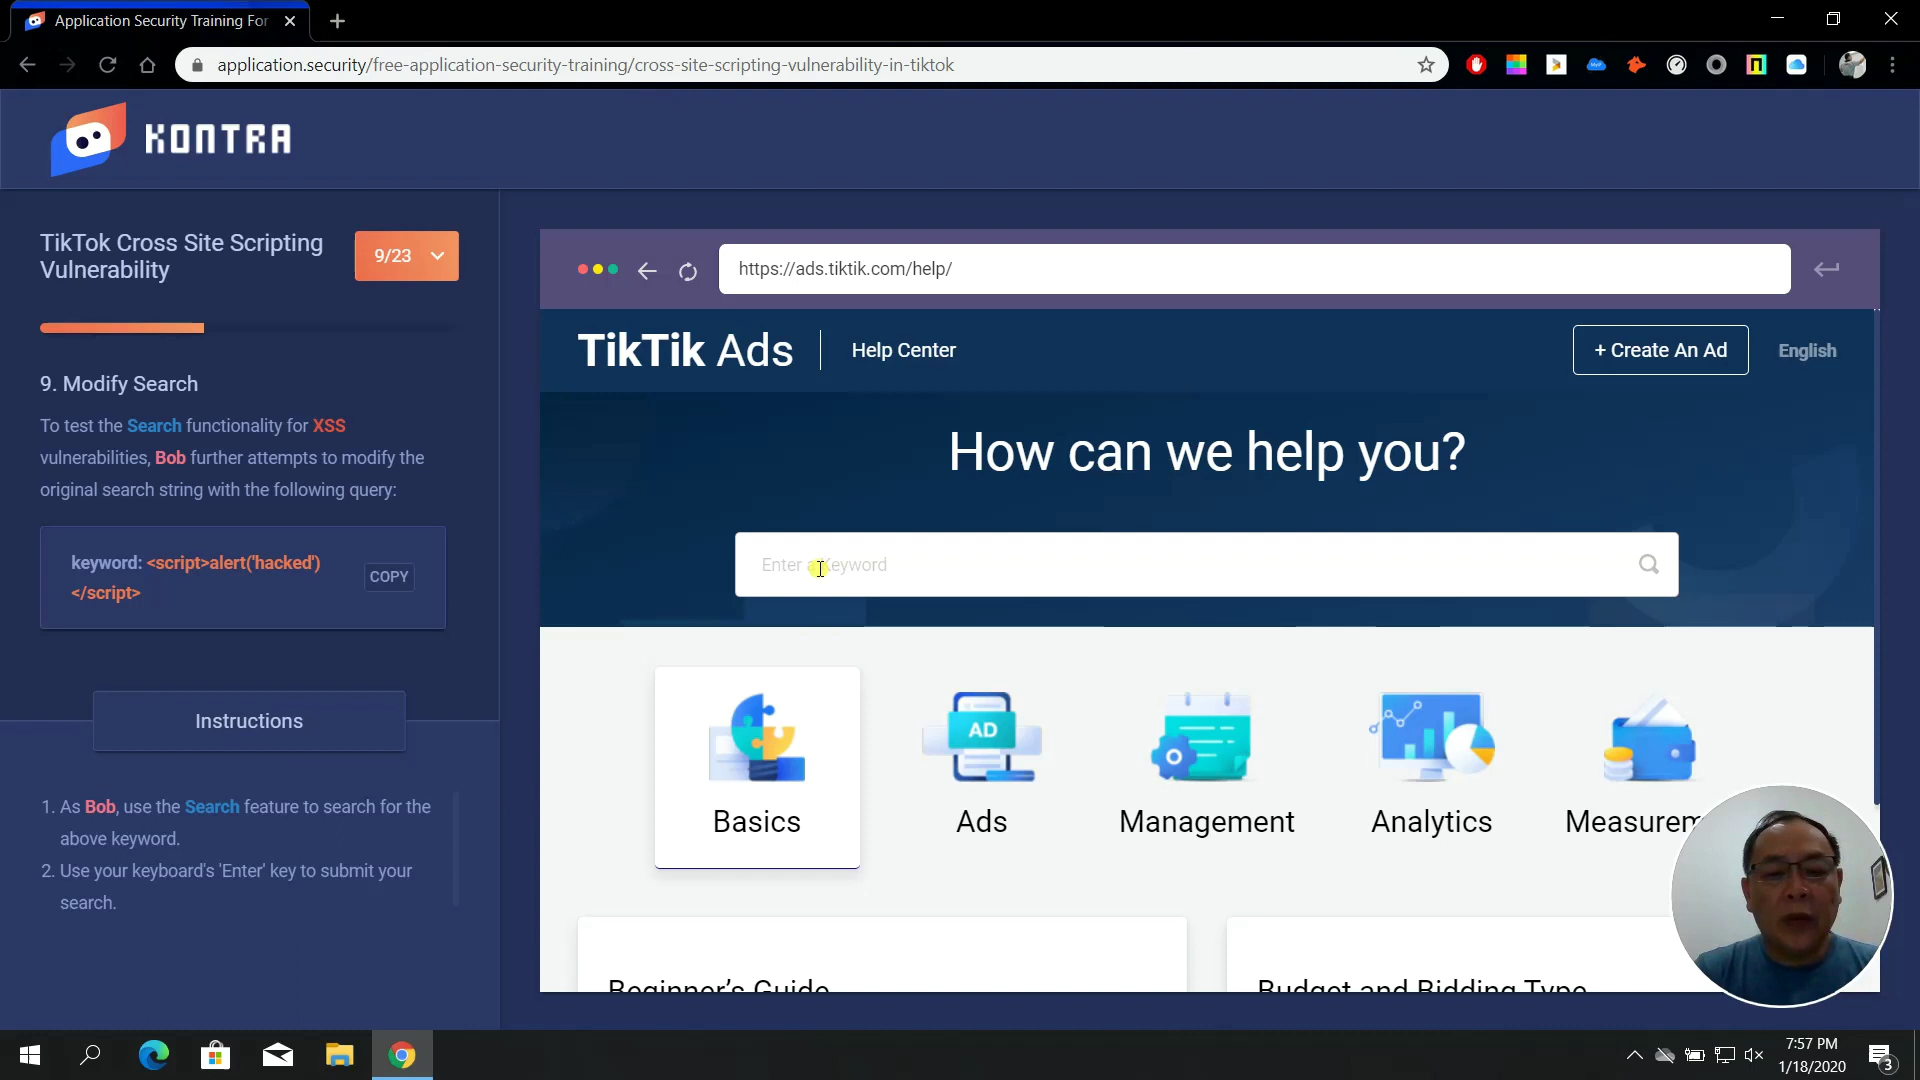 Application Security Training For
application.security/free-application-security-training/cross-site-scripting-vulnerability-in-tiktok
KONTRA
TikTok Cross Site Scripting
Vulnerability
9/23
9. Modify Search
To test the Search functionality for XSS
vulnerabilities, Bob further attempts to modify the
original search string with the following query:
keyword: <script>alert('hacked')
</script>
COPY
Instructions
1. As Bob, use the Search feature to search for the
above keyword.
2. Use your keyboard's 'Enter' key to submit your
search.
https://ads.tiktik.com/help/
TikTik Ads
Help Center
+ Create An Ad
English
How can we help you?
Enter a Keyword
AD
Basics
Ads
Management
Analytics
Measurem
Beginner’s Guide
Budget and Bidding Type
7:57 PM
1/18/2020
3